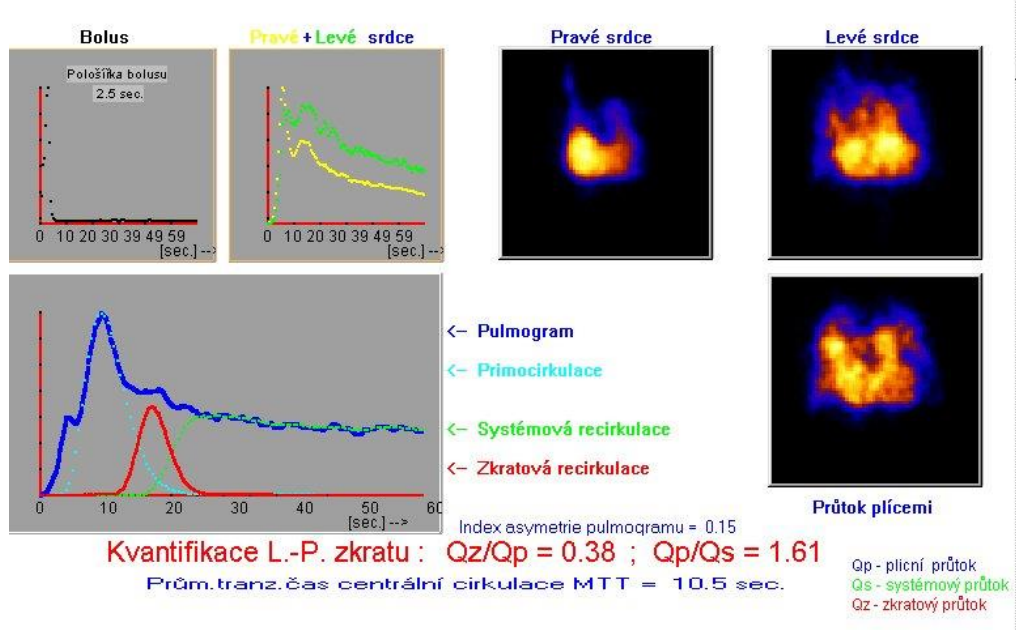 Bolus
Pravé + Levé srdce
Pravé srdce
Levé srdce
Pološířka bolusu
2.5 sec.
0 10 20 30 39 49 59
[sec.] -->
0 10 20 30 39 49 59
[sec.] -->
<- Pulmogram
<- Primocirkulace
<- Systémová recirkulace
<- Zkratová recirkulace
0 10 20 30 40 50 60
[sec.] -->
Průtok plícemi
Index asymetrie pulmogramu = 0.15
Kvantifikace L.-P. zkratu : Qz/Qp = 0.38 ; Qp/Qs = 1.61
Prům.tranz.čas centrální cirkulace MTT = 10.5 sec.
Qp - plicní průtok
Qs - systémový průtok
Qz - zkratový průtok